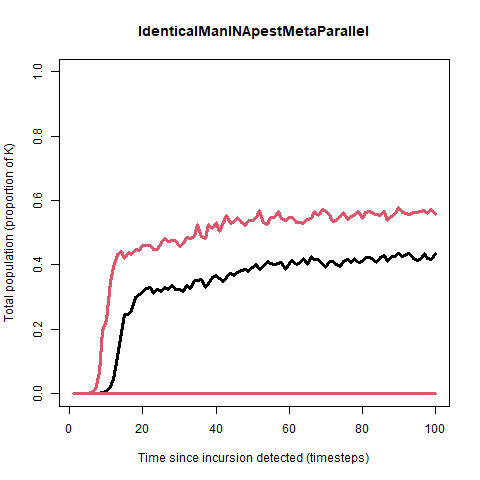 IdenticalManINApestMetaParallel
Total population (proportion of K)
1.0
0.8
0.6
0.4
0.2
0.0
0 20 40 60 80 100
Time since incursion detected (timesteps)